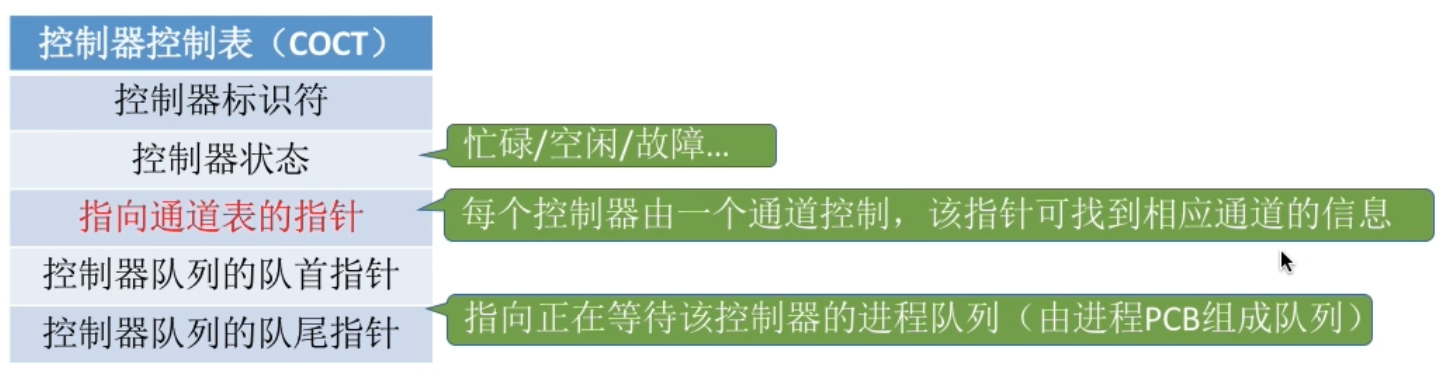 控制器控制表（COCT）
控制器标识符
控制器状态
忙碌/空闲/故障...
指向通道表的指针
每个控制器由一个通道控制，该指针可找到相应通道的信息
控制器队列的队首指针
控制器队列的队尾指针
指向正在等待该控制器的进程队列（由进程PCB组成队列）